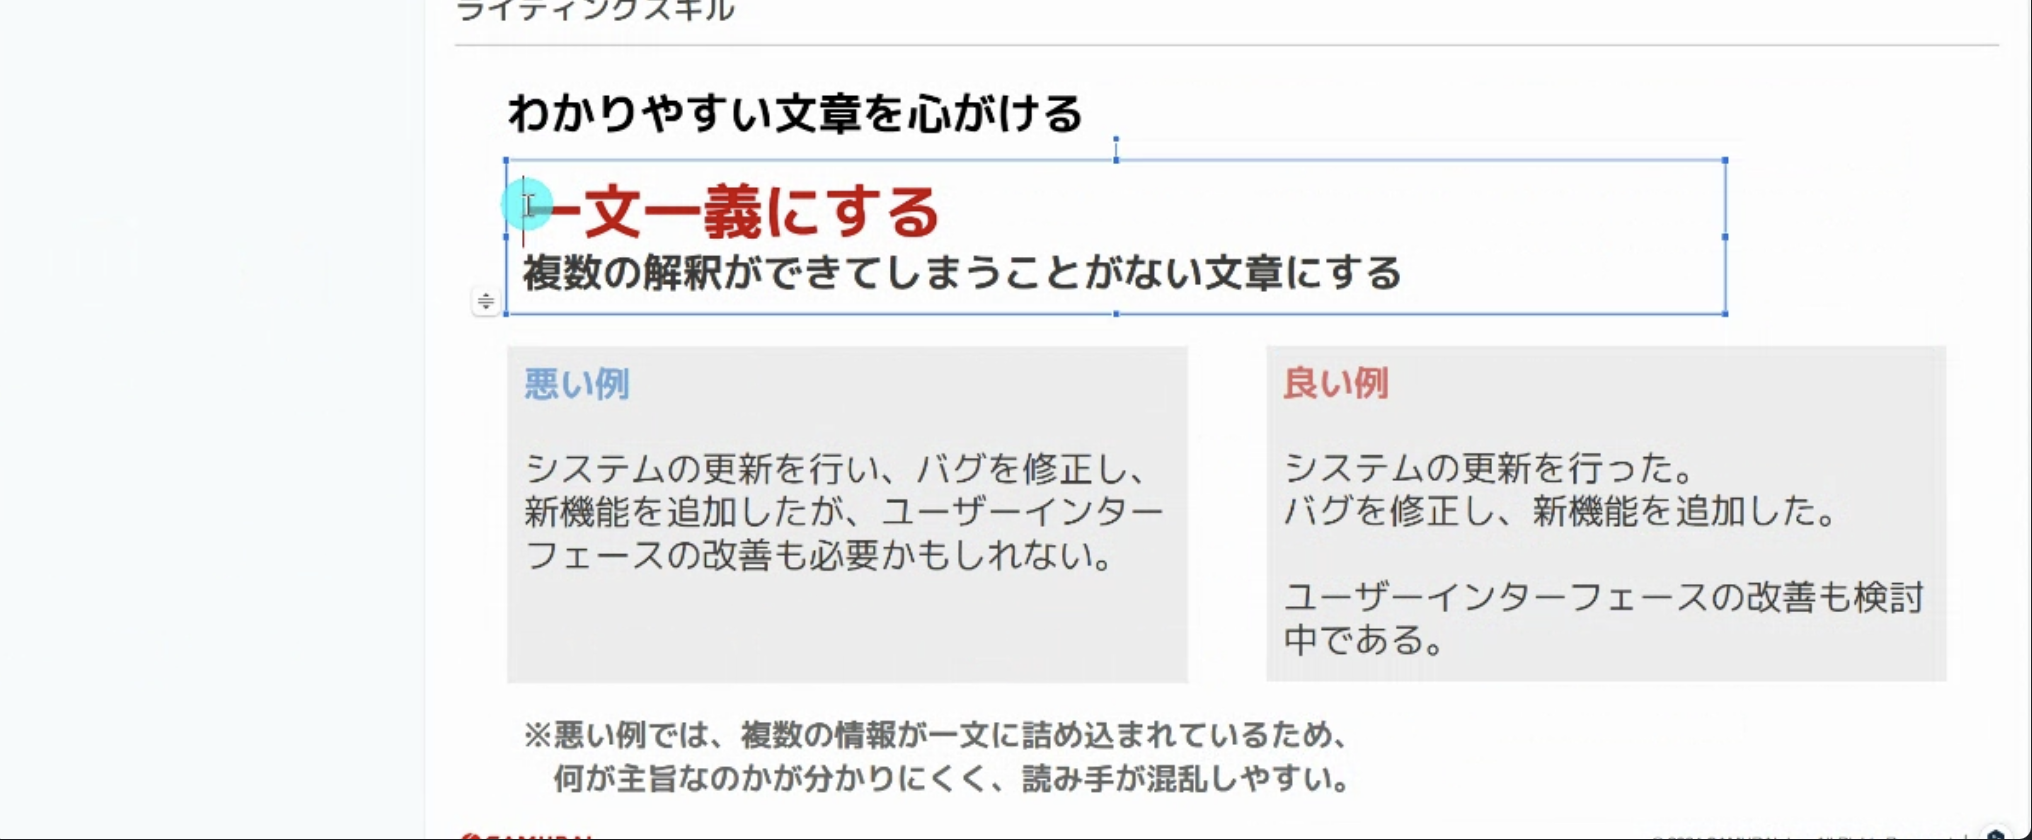 ライティングスキル
わかりやすい文章を心がける
一文一義にする
複数の解釈ができてしまうことがない文章にする
悪い例
システムの更新を行い、バグを修正し、
新機能を追加したが、ユーザーインター
フェースの改善も必要かもしれない。
良い例
システムの更新を行った。
バグを修正し、新機能を追加した。
ユーザーインターフェースの改善も検討
中である。
※悪い例では、複数の情報が一文に詰め込まれているため、
何が主旨なのかが分かりにくく、読み手が混乱しやすい。